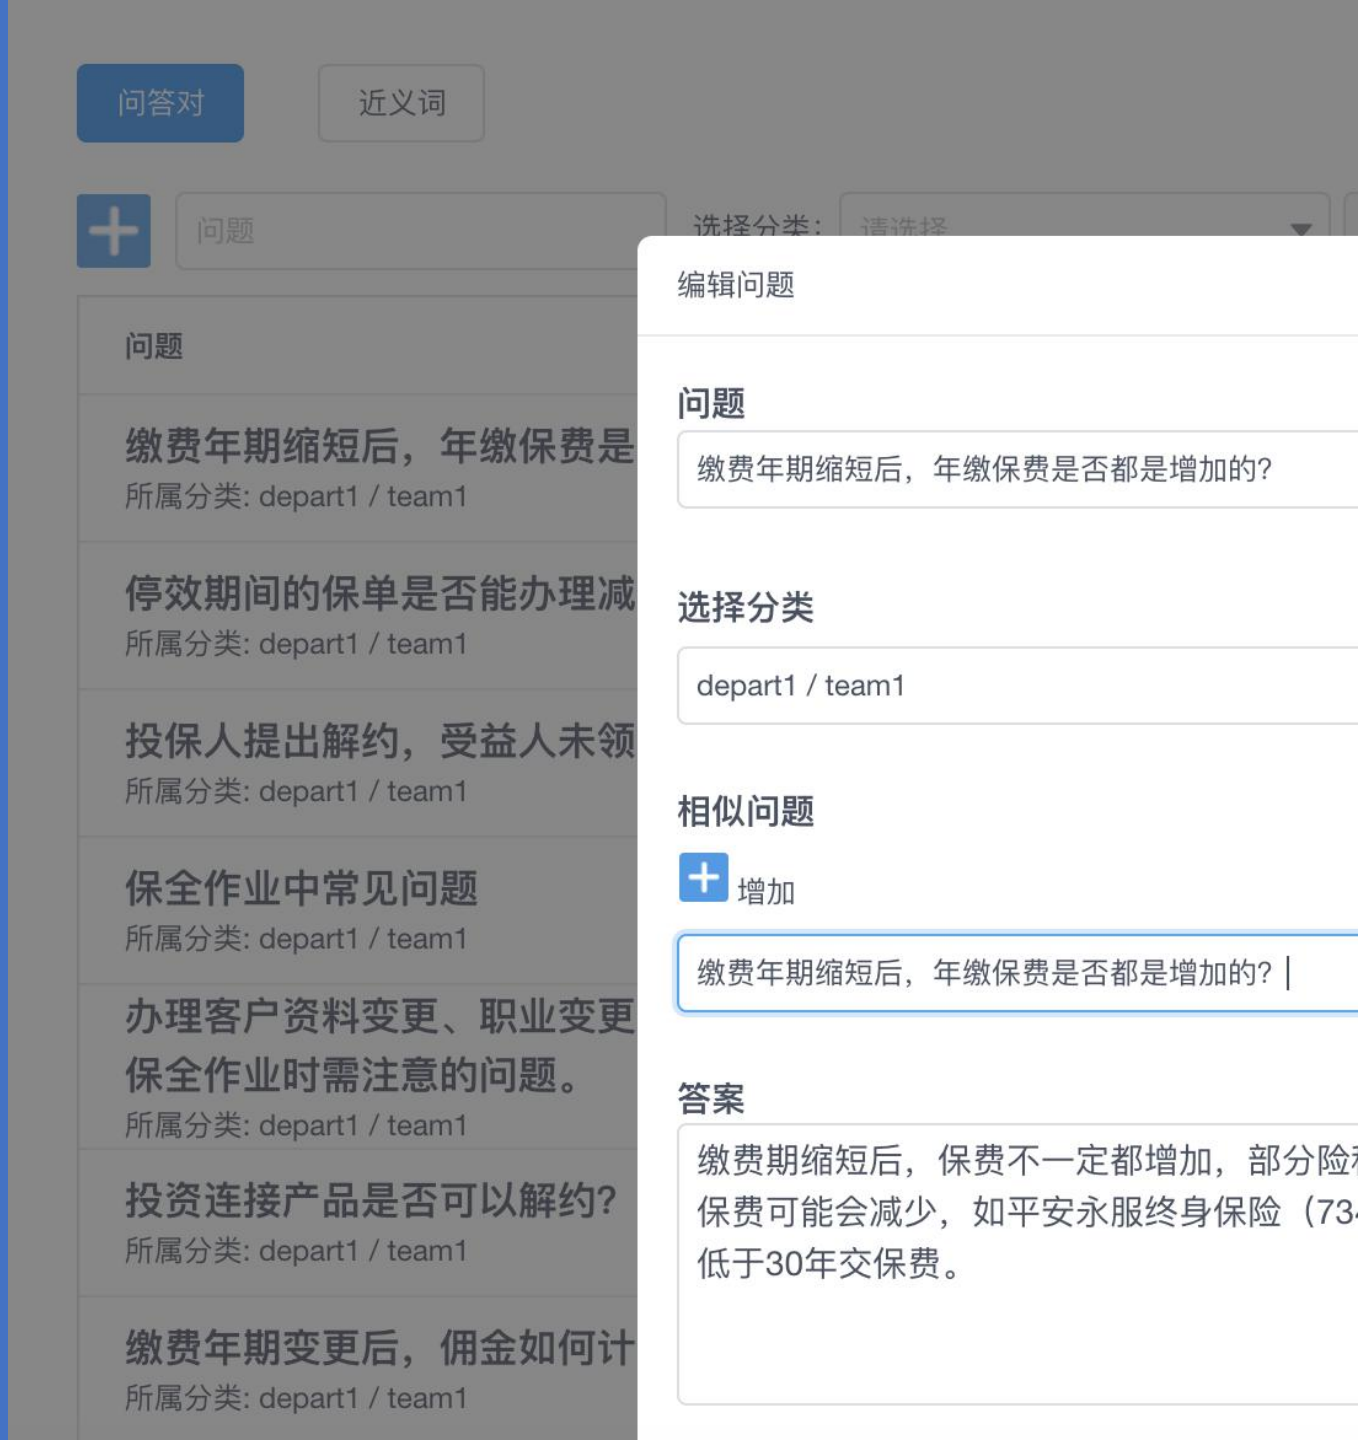 问答对
近义词
问题
选择分类：
请选择
问题
缴费年期缩短后，年缴保费是
所属分类: depart1 / team1
停效期间的保单是否能办理减
所属分类: depart1 / team1
投保人提出解约，受益人未领
所属分类: depart1 / team1
保全作业中常见问题
所属分类: depart1 / team1
办理客户资料变更、职业变更
保全作业时需注意的问题。
所属分类: depart1 / team1
投资连接产品是否可以解约？
所属分类: depart1 / team1
缴费年期变更后，佣金如何计
所属分类: depart1 / team1
编辑问题
问题
缴费年期缩短后，年缴保费是否都是增加的？
选择分类
depart1 / team1
相似问题
增加
缴费年期缩短后，年缴保费是否都是增加的？
答案
缴费期缩短后，保费不一定都增加，部分险
保费可能会减少，如平安永服终身保险（73
低于30年交保费。